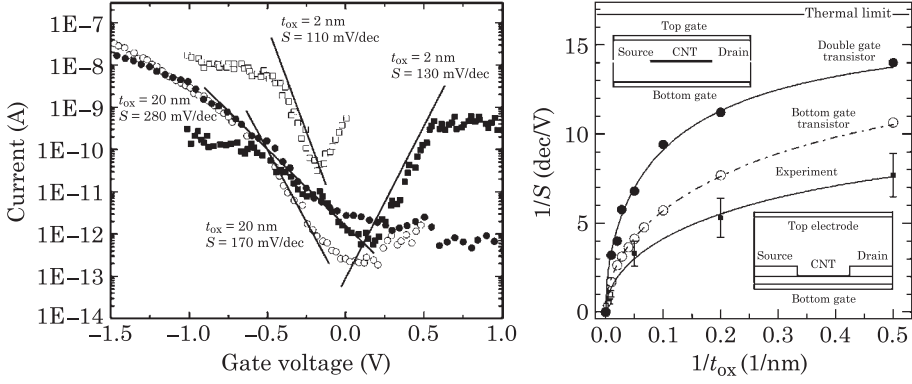 1E-7
1E-8
1E-9
1E-10
1E-11
1E-12
1E-13
1E-14
Current (A)
tox = 2 nm
S = 110 mV/dec
tox = 2 nm
S = 130 mV/dec
tox = 20 nm
S = 280 mV/dec
tox = 20 nm
S = 170 mV/dec
-1.5 -1.0 -0.5 0.0 0.5 1.0
Gate voltage (V)
15
10
5
0
1/S (dec/V)
Thermal limit
Top gate
Source CNT Drain
Bottom gate
Double gate
transistor
Bottom gate
transistor
Experiment
Top electrode
Source Drain
CNT
Bottom gate
0.0 0.1 0.2 0.3 0.4 0.5
1/tox (1/nm)